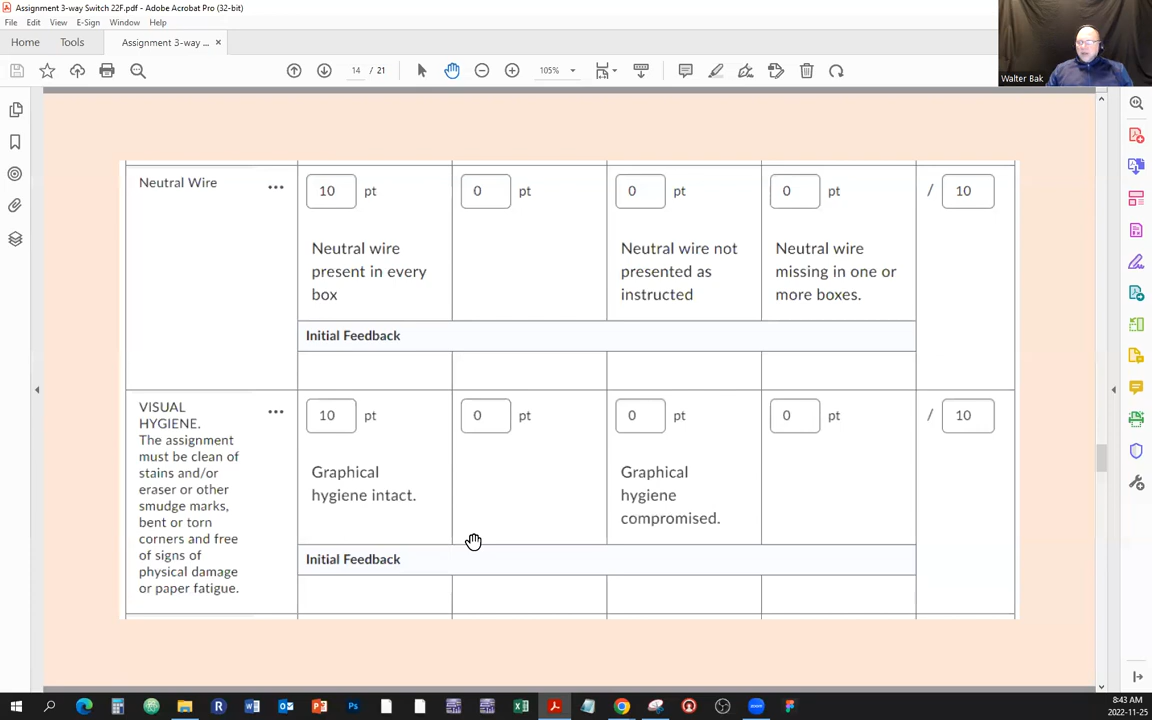 Assignment 3-way Switch 22F.pdf - Adobe Acrobat Pro (32-bit)
File Edit View E-Sign Window Help
Home Tools Assignment 3-way ... ×
14 / 21 105%
Walter Bak
Neutral Wire ... 10 pt 0 pt 0 pt 0 pt / 10
Neutral wire present in every box
Neutral wire not presented as instructed
Neutral wire missing in one or more boxes.
Initial Feedback
VISUAL
HYGIENE.
The assignment
must be clean of
stains and/or
eraser or other
smudge marks,
bent or torn
corners and free
of signs of
physical damage
or paper fatigue.
... 10 pt 0 pt 0 pt 0 pt / 10
Graphical
hygiene intact.
Graphical
hygiene
compromised.
Initial Feedback
8:43 AM
2022-11-25